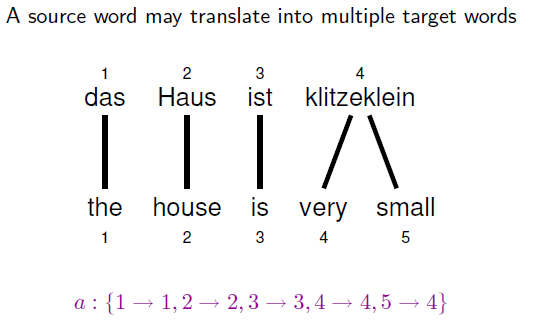 A source word may translate into multiple target words
1 2 3 4
das Haus ist klitzeklein
the house is very small
1 2 3 4 5
a : {1 → 1, 2 → 2, 3 → 3, 4 → 4, 5 → 4}